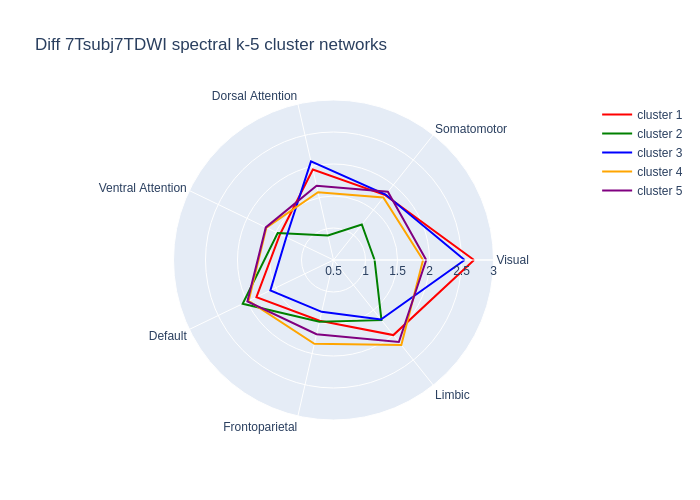 Diff 7Tsubj7TDWI spectral k-5 cluster networks
Dorsal Attention
Somatomotor
Ventral Attention
Visual
0.5 1 1.5 2 2.5 3
Default
Limbic
Frontoparietal
cluster 1
cluster 2
cluster 3
cluster 4
cluster 5